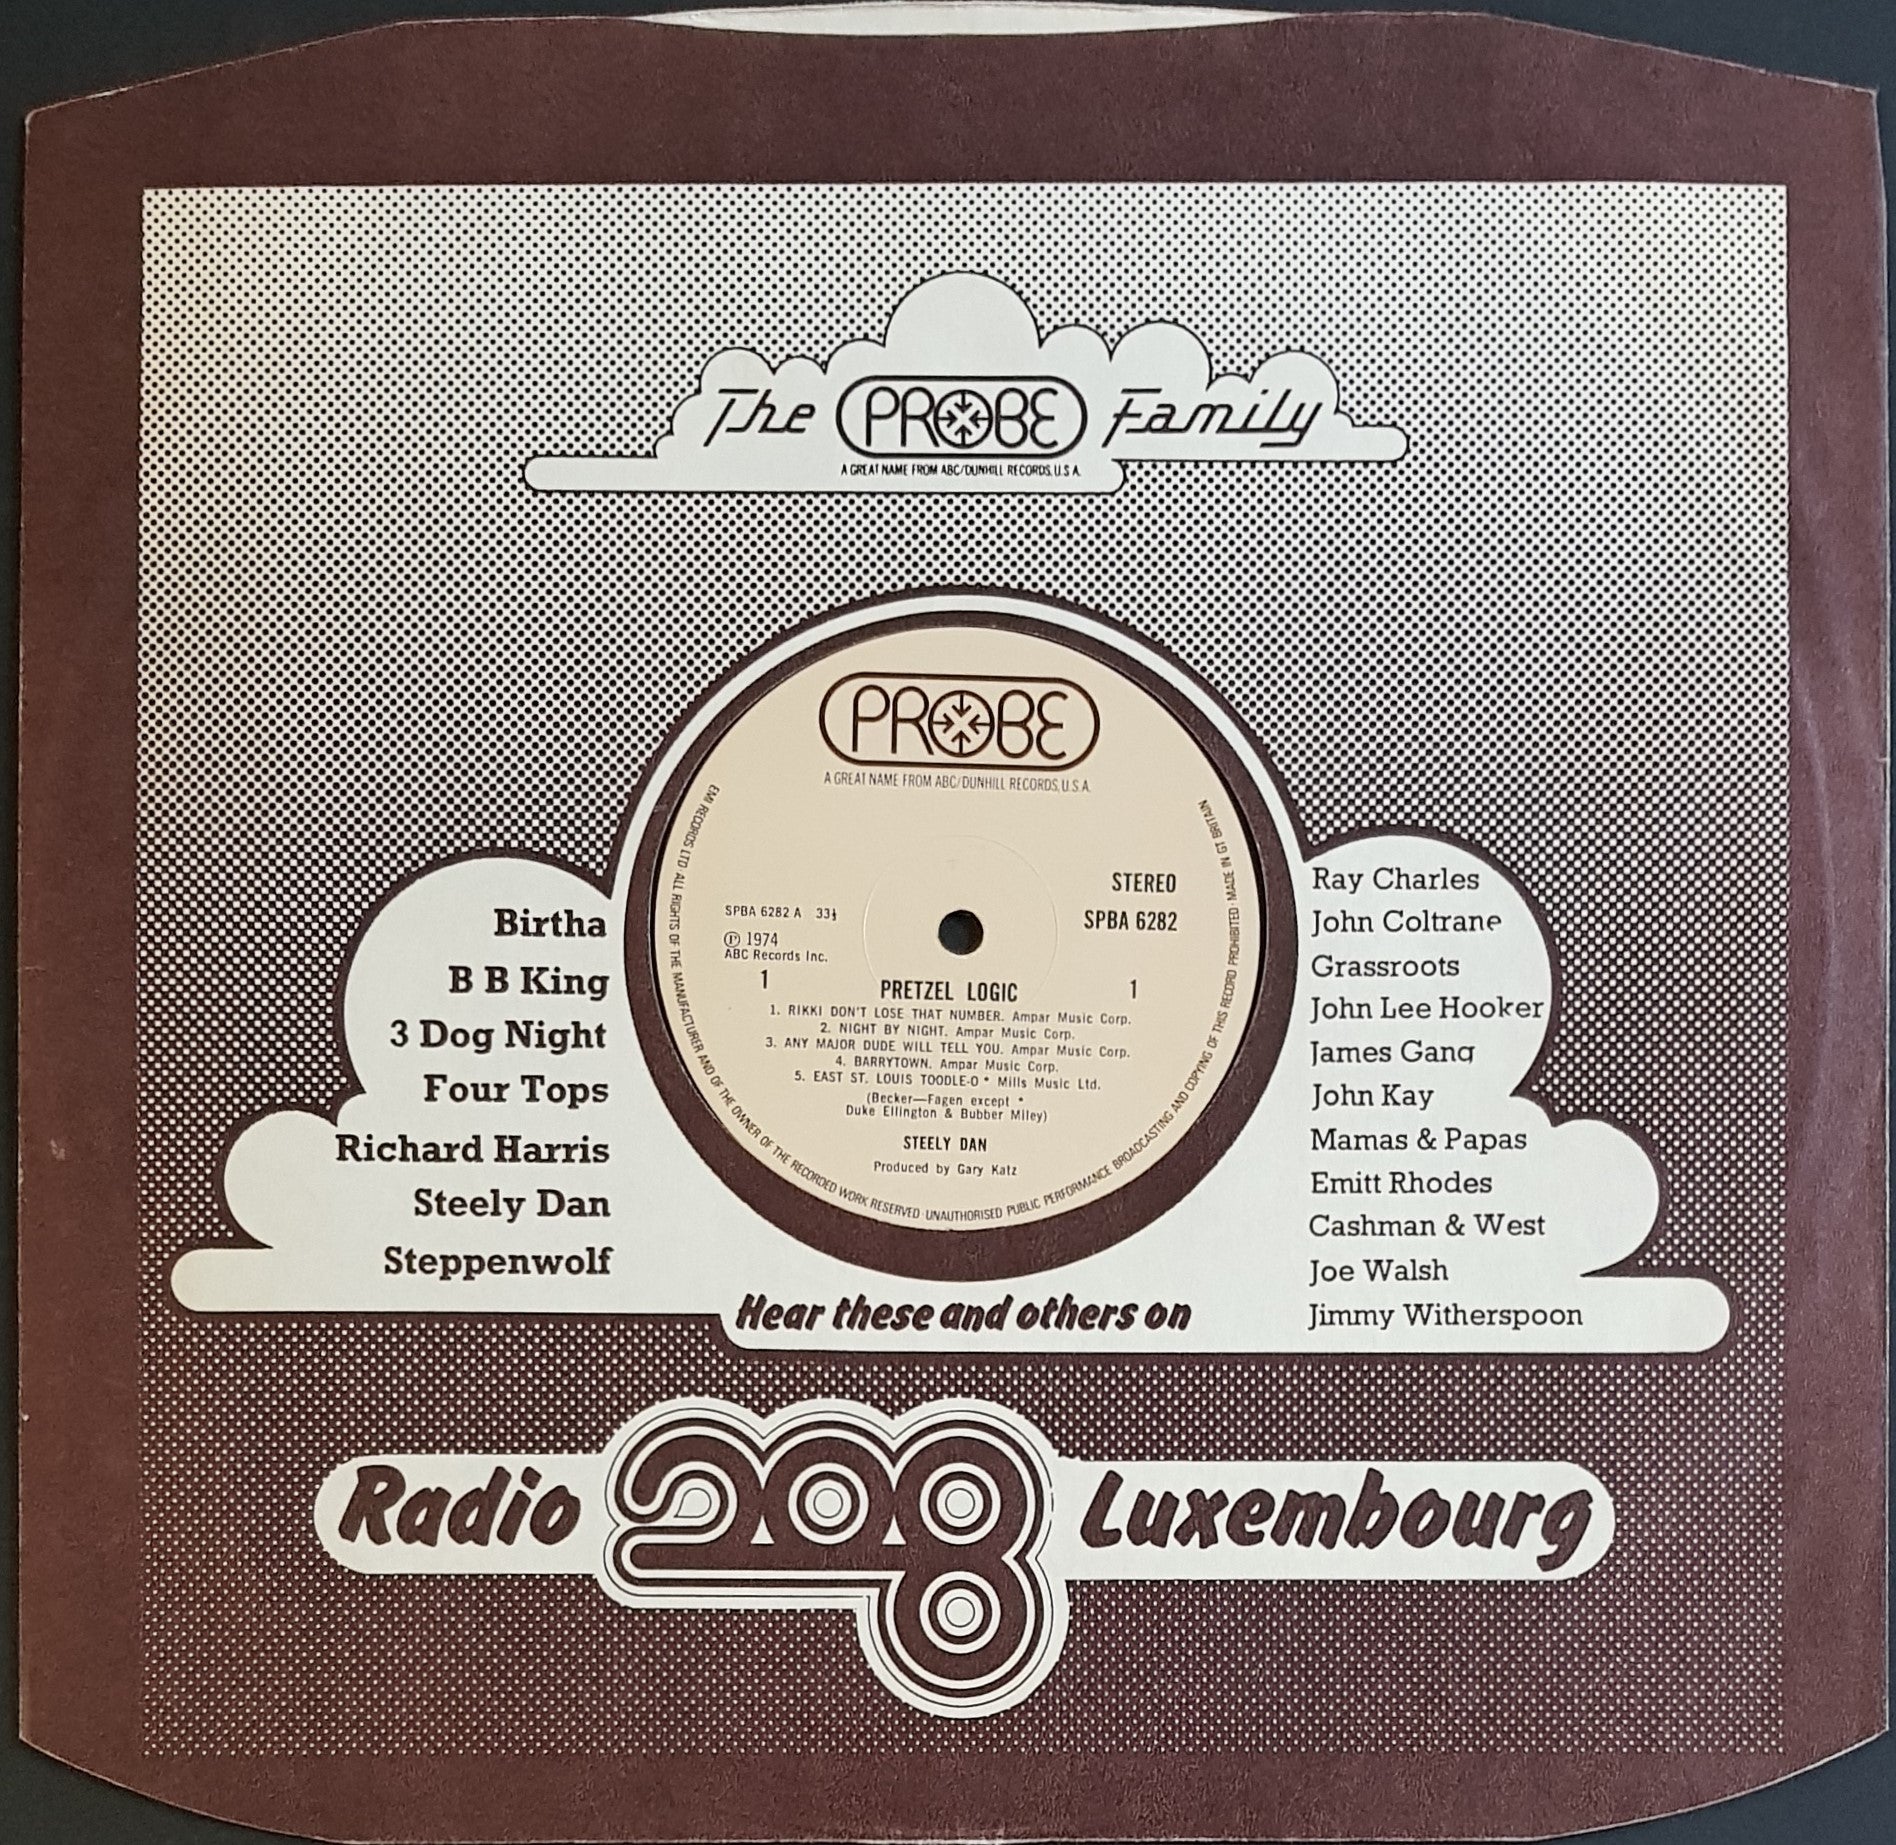 The PROBE Family
A GREAT NAME FROM ABC/DUNHILL RECORDS, U.S.A.
PROBE
A GREAT NAME FROM ABC/DUNHILL RECORDS, U.S.A.
EMI RECORDS LTD ALL RIGHTS OF THE MANUFACTURER AND OF THE OWNER OF THE RECORDED WORK RESERVED · UNAUTHORISED PUBLIC PERFORMANCE BROADCASTING AND COPYING OF THIS RECORD PROHIBITED · MADE IN GT BRITAIN
STEREO
SPBA 6282 A 33⅓
SPBA 6282
Ⓟ 1974
ABC Records Inc.
1 1
PRETZEL LOGIC
1. RIKKI DON'T LOSE THAT NUMBER. Ampar Music Corp.
2. NIGHT BY NIGHT. Ampar Music Corp.
3. ANY MAJOR DUDE WILL TELL YOU. Ampar Music Corp.
4. BARRYTOWN. Ampar Music Corp.
5. EAST ST. LOUIS TOODLE-O * Mills Music Ltd.
(Becker—Fagen except *
Duke Ellington & Bubber Miley)
STEELY DAN
Produced by Gary Katz
Birtha
B B King
3 Dog Night
Four Tops
Richard Harris
Steely Dan
Steppenwolf
Ray Charles
John Coltrane
Grassroots
John Lee Hooker
James Gang
John Kay
Mamas & Papas
Emitt Rhodes
Cashman & West
Joe Walsh
Jimmy Witherspoon
Hear these and others on
Radio 208 Luxembourg